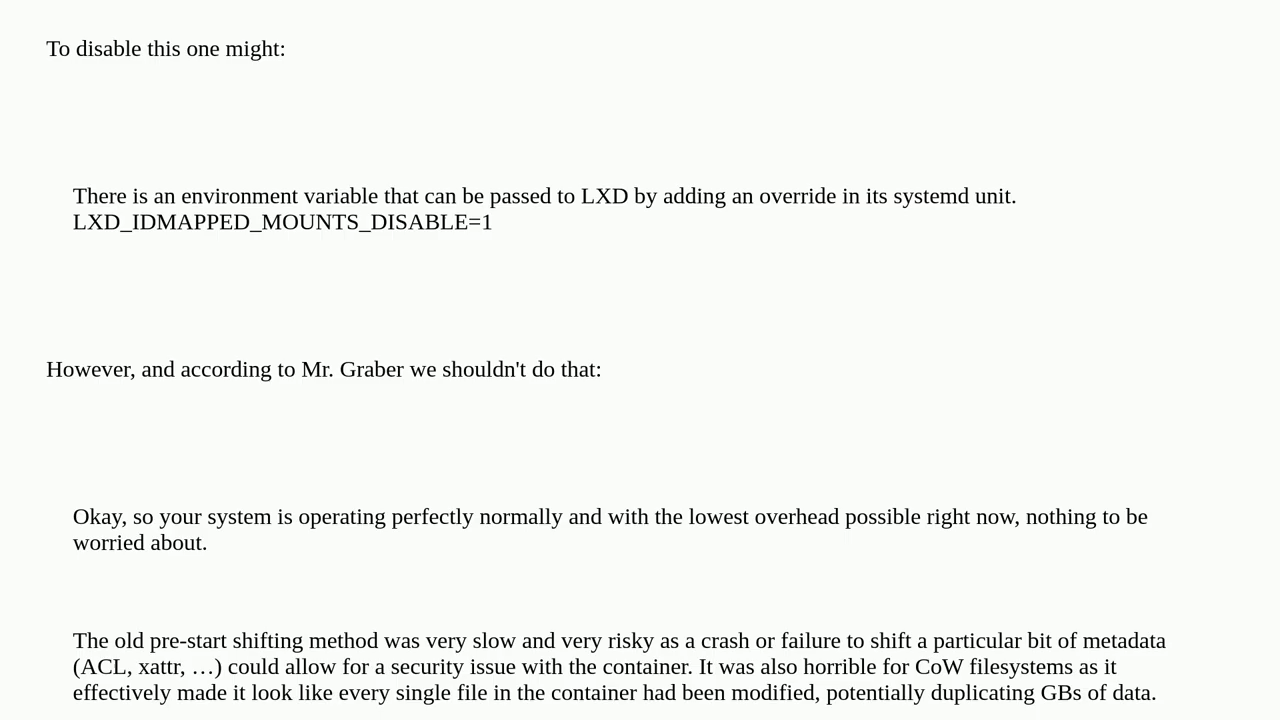 To disable this one might:
There is an environment variable that can be passed to LXD by adding an override in its systemd unit.
LXD_IDMAPPED_MOUNTS_DISABLE=1
However, and according to Mr. Graber we shouldn't do that:
Okay, so your system is operating perfectly normally and with the lowest overhead possible right now, nothing to be
worried about.
The old pre-start shifting method was very slow and very risky as a crash or failure to shift a particular bit of metadata
(ACL, xattr, …) could allow for a security issue with the container. It was also horrible for CoW filesystems as it
effectively made it look like every single file in the container had been modified, potentially duplicating GBs of data.